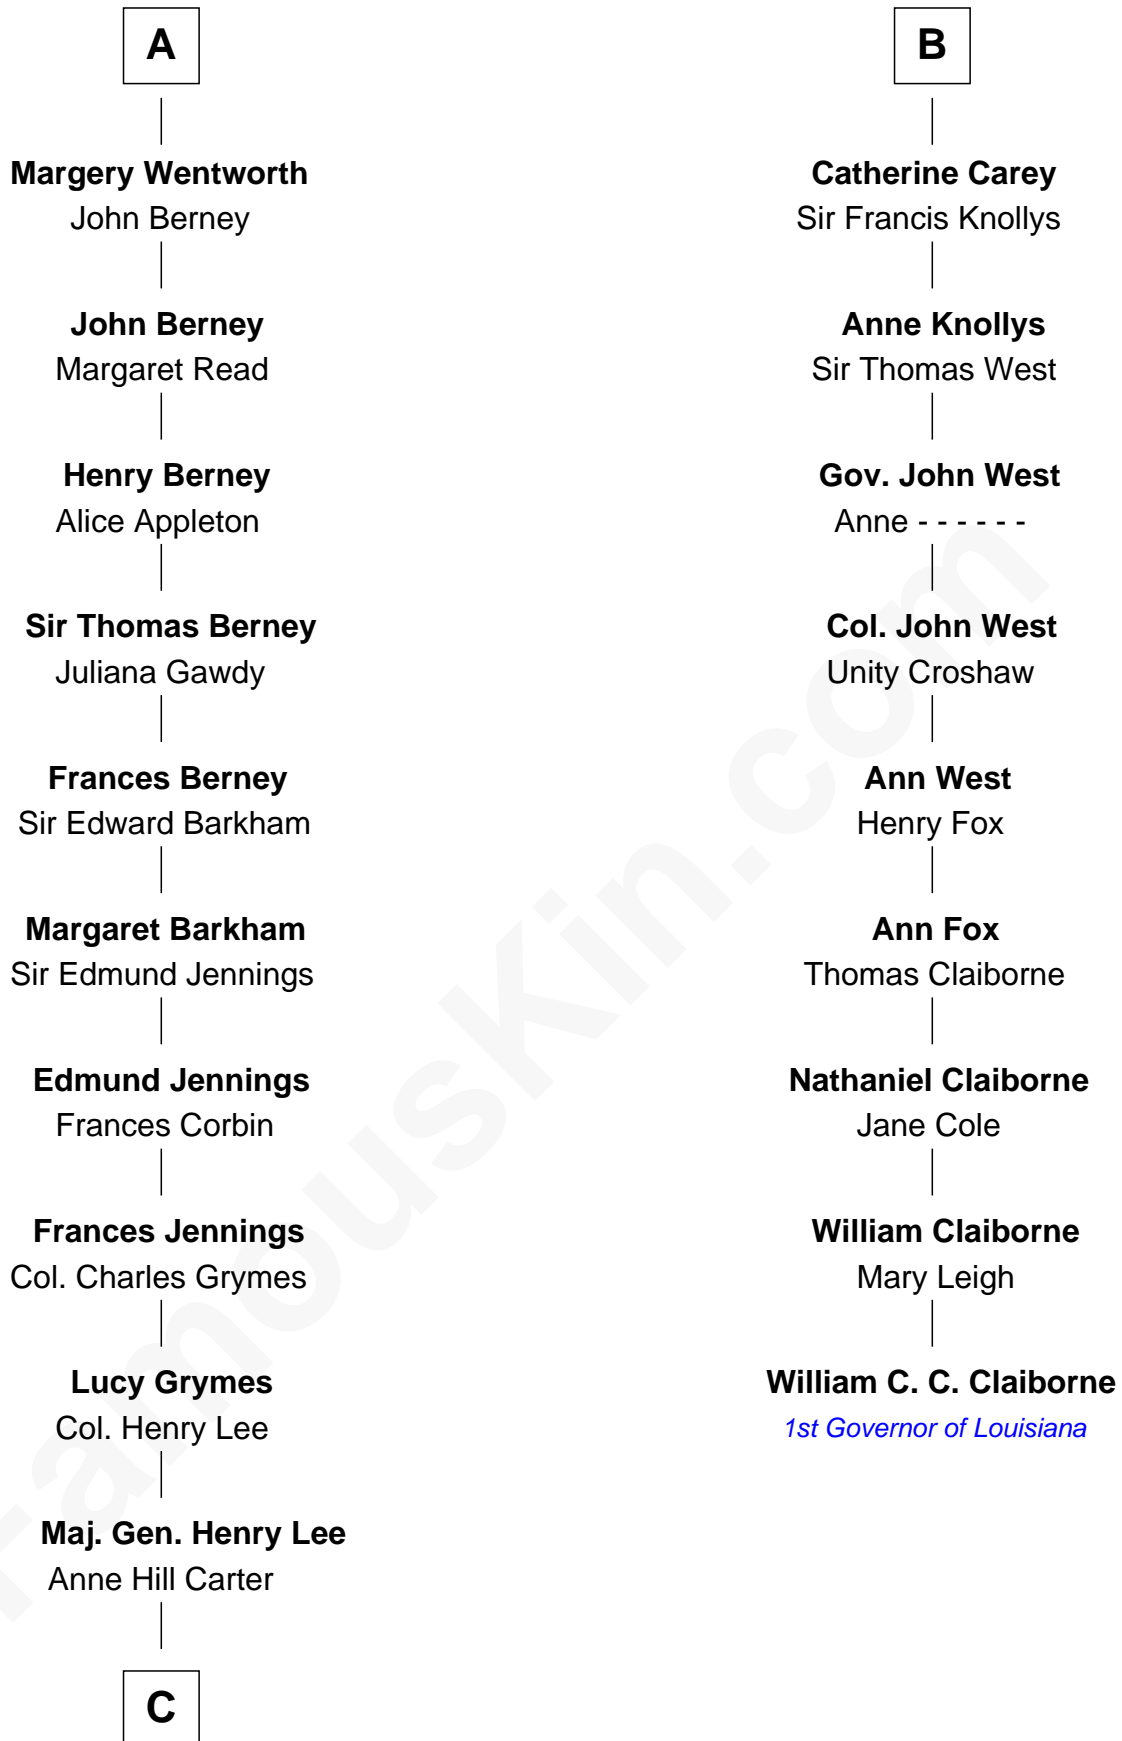 A
Margery Wentworth
John Berney
John Berney
Margaret Read
Henry Berney
Alice Appleton
Sir Thomas Berney
Juliana Gawdy
Frances Berney
Sir Edward Barkham
Margaret Barkham
Sir Edmund Jennings
Edmund Jennings
Frances Corbin
Frances Jennings
Col. Charles Grymes
Lucy Grymes
Col. Henry Lee
Maj. Gen. Henry Lee
Anne Hill Carter
C
B
Catherine Carey
Sir Francis Knollys
Anne Knollys
Sir Thomas West
Gov. John West
Anne - - - - - -
Col. John West
Unity Croshaw
Ann West
Henry Fox
Ann Fox
Thomas Claiborne
Nathaniel Claiborne
Jane Cole
William Claiborne
Mary Leigh
William C. C. Claiborne
1st Governor of Louisiana
FamousKin.com